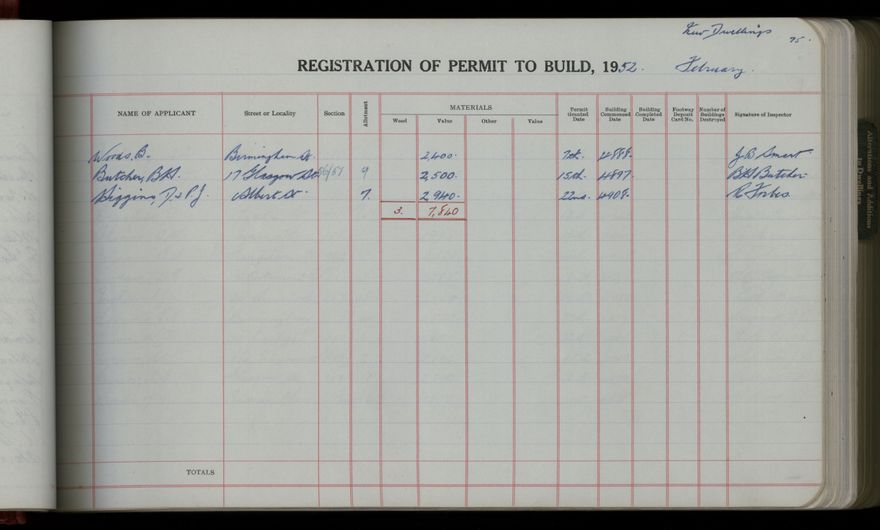 New Dwellings
75.
REGISTRATION OF PERMIT TO BUILD, 1952. February.
NAME OF APPLICANT Street or Locality Section Allotment MATERIALS Permit Granted Date Building Commenced Date Building Completed Date Footway Deposit Card No. Number of Buildings Destroyed Signature of Inspector
Wood Value Other Value
Woods, B. Birmingham St. 2,400. 7th. 4888. J. B. Smart
Butcher, B.H. 17 Glasgow St. 9 2,500. 15th. 4897. B.H. Butcher
Higgins, D. & P.J. Albert St 7. 2,940. 22nd. 4908. R Forbes
3. 7,840
TOTALS
Alterations and Additions
to Dwellings